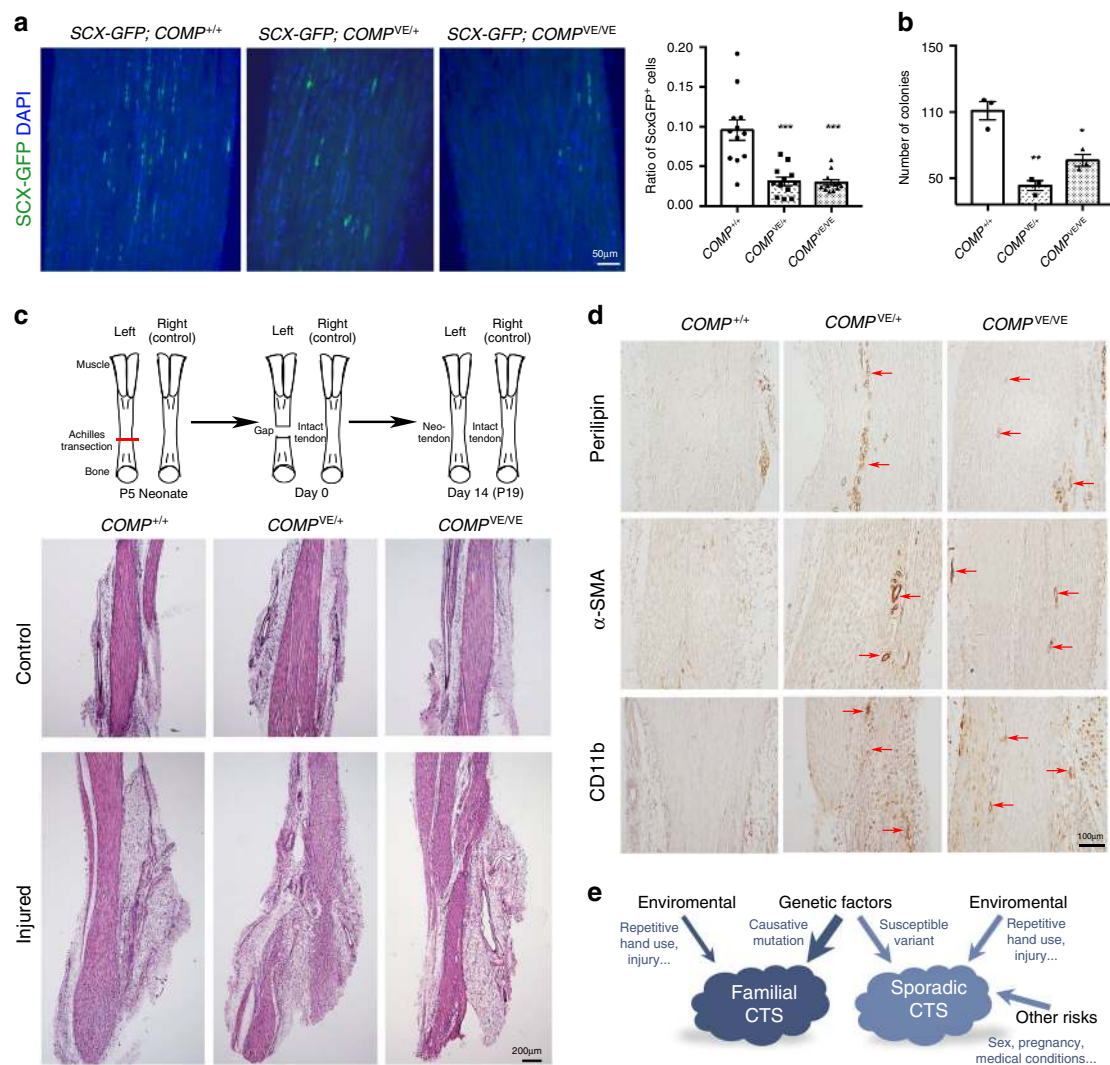 a
SCX-GFP; COMP+/+
SCX-GFP; COMPVE/+
SCX-GFP; COMPVE/VE
SCX-GFP DAPI
50μm
Ratio of ScxGFP+ cells
0.20
0.15
0.10
0.05
0.00
***
***
COMP+/+
COMPVE/+
COMPVE/VE
b
Number of colonies
150
110
50
**
*
COMP+/+
COMPVE/+
COMPVE/VE
c
Left
Right
(control)
Muscle
Achilles
transection
Bone
P5 Neonate
Left
Right
(control)
Gap
Intact
tendon
Day 0
Left
Right
(control)
Neo-
tendon
Intact
tendon
Day 14 (P19)
COMP+/+
COMPVE/+
COMPVE/VE
Control
Injured
200μm
d
COMP+/+
COMPVE/+
COMPVE/VE
Perilipin
α-SMA
CD11b
100μm
e
Enviromental
Genetic factors
Enviromental
Repetitive
hand use,
injury...
Causative
mutation
Susceptible
variant
Repetitive
hand use,
injury...
Familial
CTS
Sporadic
CTS
Other risks
Sex, pregnancy,
medical conditions...